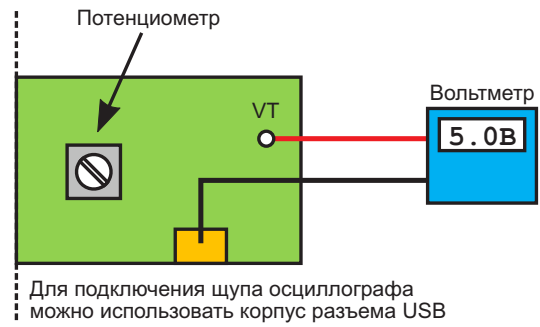 Потенциометр
VT
Вольтметр
5.0В
Для подключения щупа осциллографа
можно использовать корпус разъема USB